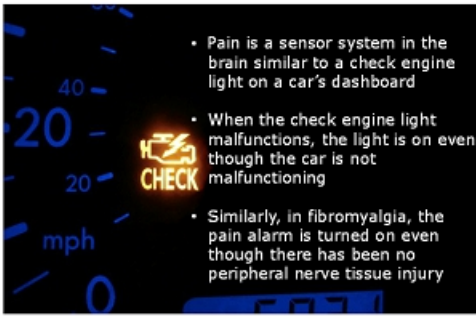 40
20
20
mph
0
CHECK
• Pain is a sensor system in the
brain similar to a check engine
light on a car's dashboard
• When the check engine light
malfunctions, the light is on even
though the car is not
malfunctioning
• Similarly, in fibromyalgia, the
pain alarm is turned on even
though there has been no
peripheral nerve tissue injury